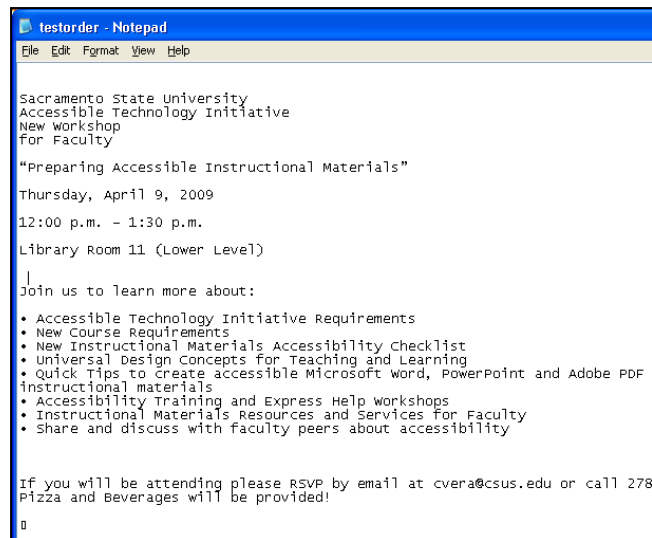 testorder - Notepad
File Edit Format View Help
Sacramento State University
Accessible Technology Initiative
New Workshop
for Faculty
“Preparing Accessible Instructional Materials”
Thursday, April 9, 2009
12:00 p.m. – 1:30 p.m.
Library Room 11 (Lower Level)
Join us to learn more about:
• Accessible Technology Initiative Requirements
• New Course Requirements
• New Instructional Materials Accessibility Checklist
• Universal Design Concepts for Teaching and Learning
• Quick Tips to create accessible Microsoft Word, PowerPoint and Adobe PDF
instructional materials
• Accessibility Training and Express Help Workshops
• Instructional Materials Resources and Services for Faculty
• Share and discuss with faculty peers about accessibility
If you will be attending please RSVP by email at cvera@csus.edu or call 278
Pizza and Beverages will be provided!